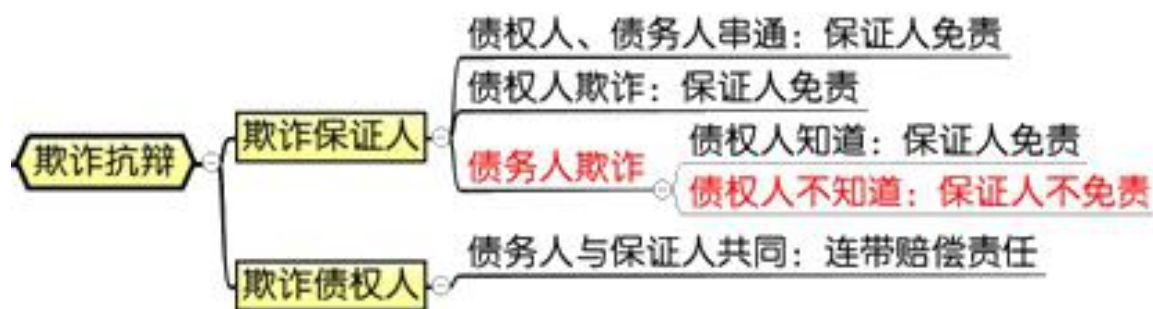 债权人、债务人串通：保证人免责
债权人欺诈：保证人免责
欺诈保证人
债权人知道：保证人免责
欺诈抗辩
债务人欺诈
债权人不知道：保证人不免责
债务人与保证人共同：连带赔偿责任
欺诈债权人